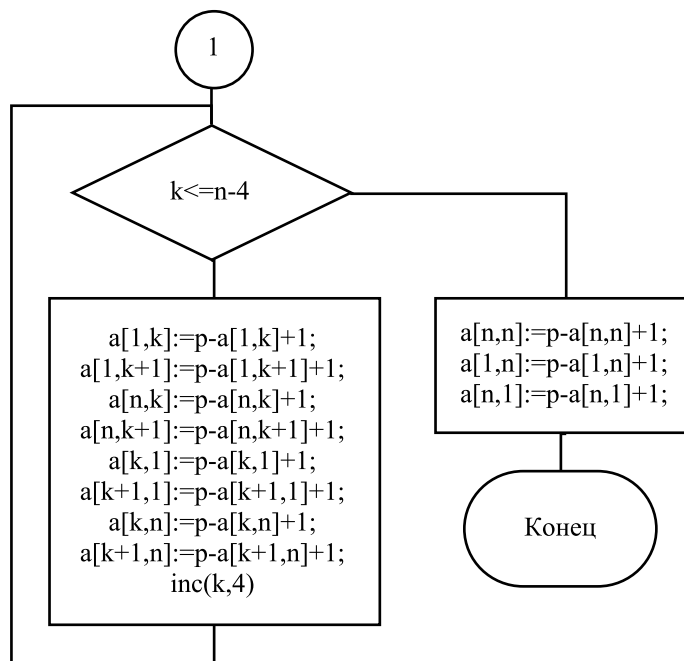 1
k<=n-4
a[1,k]:=p-a[1,k]+1;
a[1,k+1]:=p-a[1,k+1]+1;
a[n,k]:=p-a[n,k]+1;
a[n,k+1]:=p-a[n,k+1]+1;
a[k,1]:=p-a[k,1]+1;
a[k+1,1]:=p-a[k+1,1]+1;
a[k,n]:=p-a[k,n]+1;
a[k+1,n]:=p-a[k+1,n]+1;
inc(k,4)
a[n,n]:=p-a[n,n]+1;
a[1,n]:=p-a[1,n]+1;
a[n,1]:=p-a[n,1]+1;
Конец